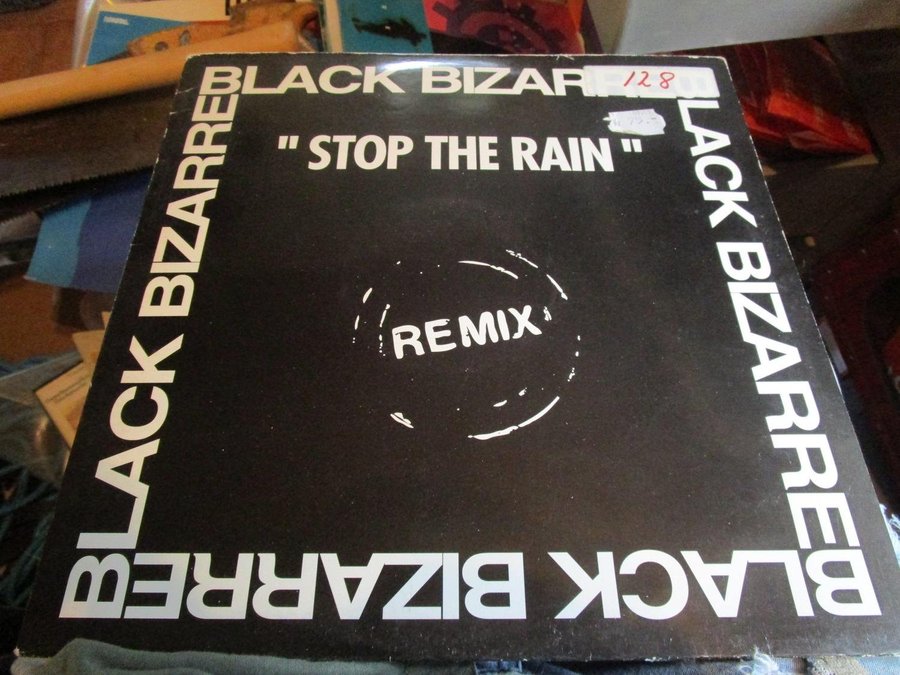 BLACK BIZARRE
128
" STOP THE RAIN "
REMIX
BLACK BIZARRE
BLACK BIZARRE
BLACK BIZARRE